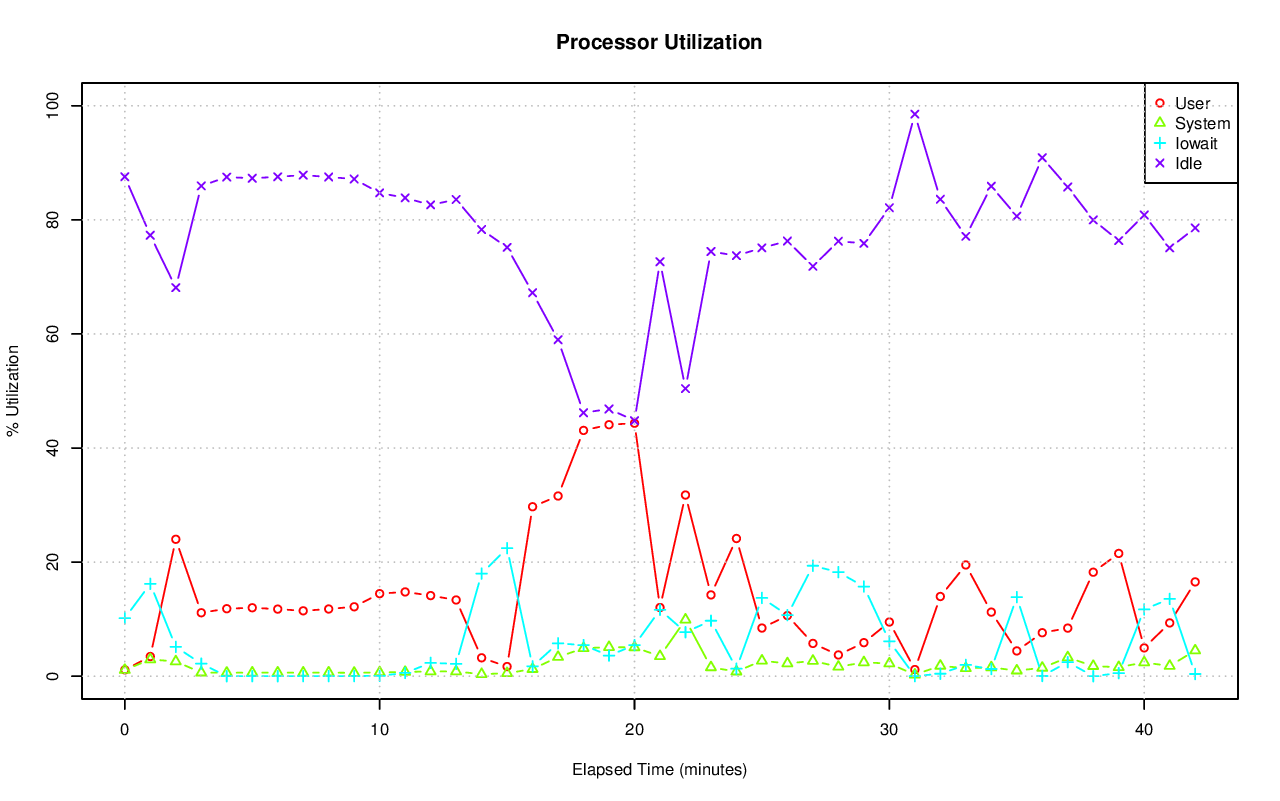 Processor Utilization
100
80
60
40
20
0
% Utilization
User
System
Iowait
Idle
0 10 20 30 40
Elapsed Time (minutes)